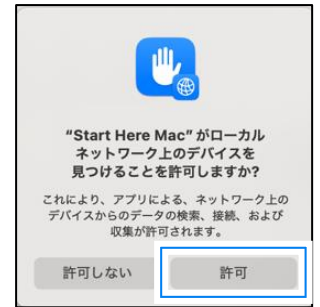 “Start Here Mac”がローカル
ネットワーク上のデバイスを
見つけることを許可しますか?
これにより、アプリによる、ネットワーク上の
デバイスからのデータの検索、接続、および
収集が許可されます。
許可しない
許可